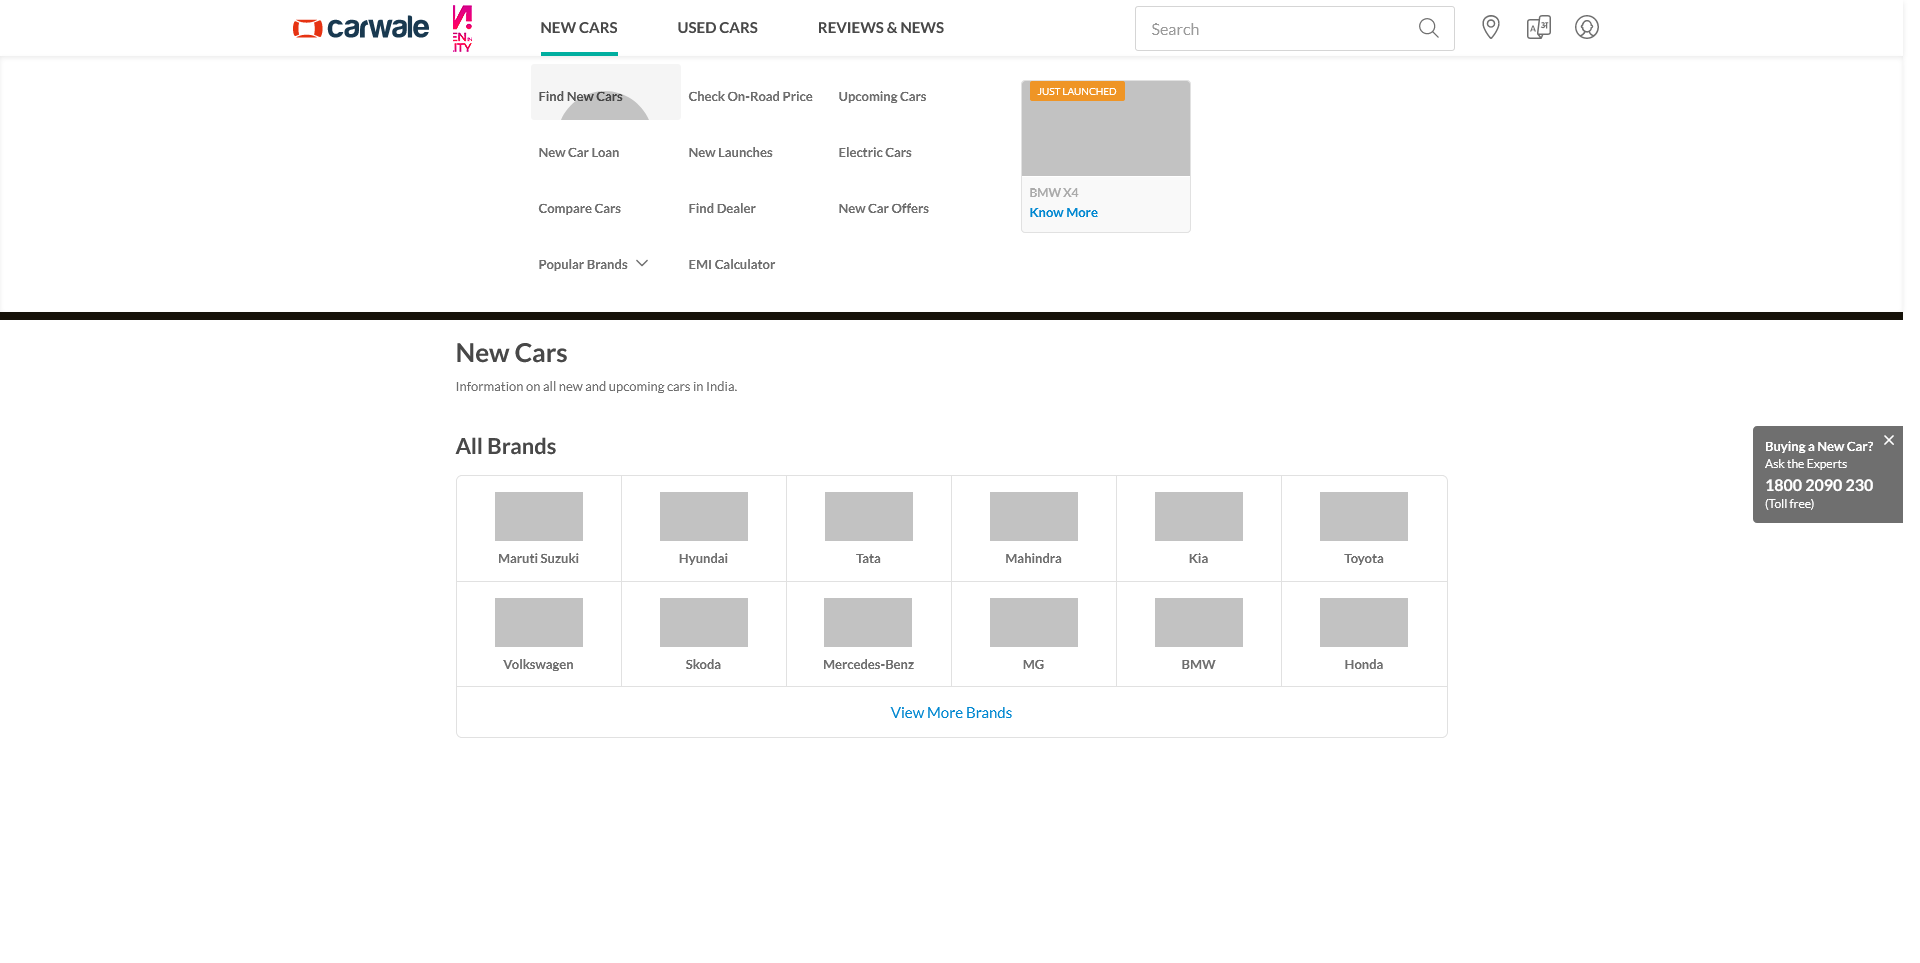 carwale
NEW CARS
USED CARS
REVIEWS & NEWS
Search
Find New Cars
Check On-Road Price
Upcoming Cars
New Car Loan
New Launches
Electric Cars
Compare Cars
Find Dealer
New Car Offers
Popular Brands
EMI Calculator
JUST LAUNCHED
BMW X4
Know More
New Cars
Information on all new and upcoming cars in India.
All Brands
Maruti Suzuki
Hyundai
Tata
Mahindra
Kia
Toyota
Volkswagen
Skoda
Mercedes-Benz
MG
BMW
Honda
View More Brands
Buying a New Car?
Ask the Experts
1800 2090 230
(Toll free)